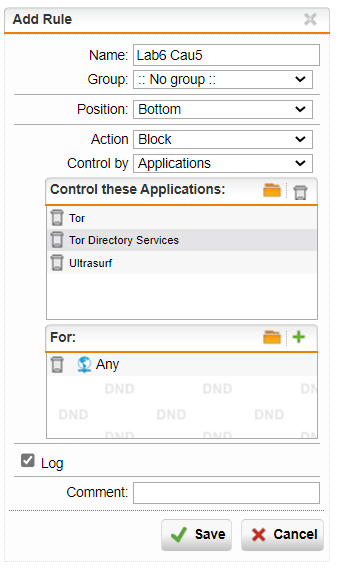 Add Rule
Name: Lab6 Cau5
Group: :: No group ::
Position: Bottom
Action Block
Control by Applications
Control these Applications:
Tor
Tor Directory Services
Ultrasurf
For:
Any
DND DND DND
DND DND DND
DND DND DND
Log
Comment:
Save Cancel